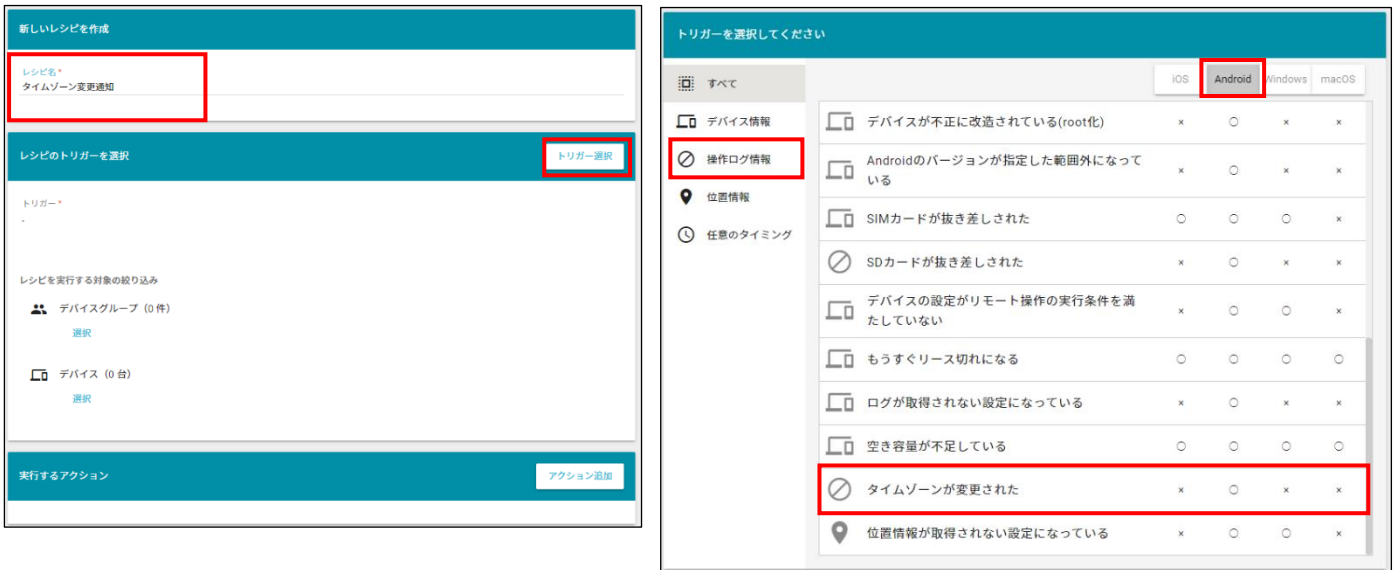 新しいレシピを作成
レシピ名*
タイムゾーン変更通知
レシピのトリガーを選択
トリガー選択
トリガー*
-
レシピを実行する対象の絞り込み
デバイスグループ（0 件）
選択
デバイス（0 台）
選択
実行するアクション
アクション追加
トリガーを選択してください
すべて
デバイス情報
操作ログ情報
位置情報
任意のタイミング
iOS Android Windows macOS
デバイスが不正に改造されている(root化) × ○ × ×
Androidのバージョンが指定した範囲外になって
いる × ○ × ×
SIMカードが抜き差しされた ○ ○ ○ ×
SDカードが抜き差しされた × ○ × ×
デバイスの設定がリモート操作の実行条件を満
たしていない × ○ ○ ×
もうすぐリース切れになる ○ ○ ○ ○
ログが取得されない設定になっている × ○ × ×
空き容量が不足している ○ ○ ○ ○
タイムゾーンが変更された × ○ × ×
位置情報が取得されない設定になっている × ○ ○ ×